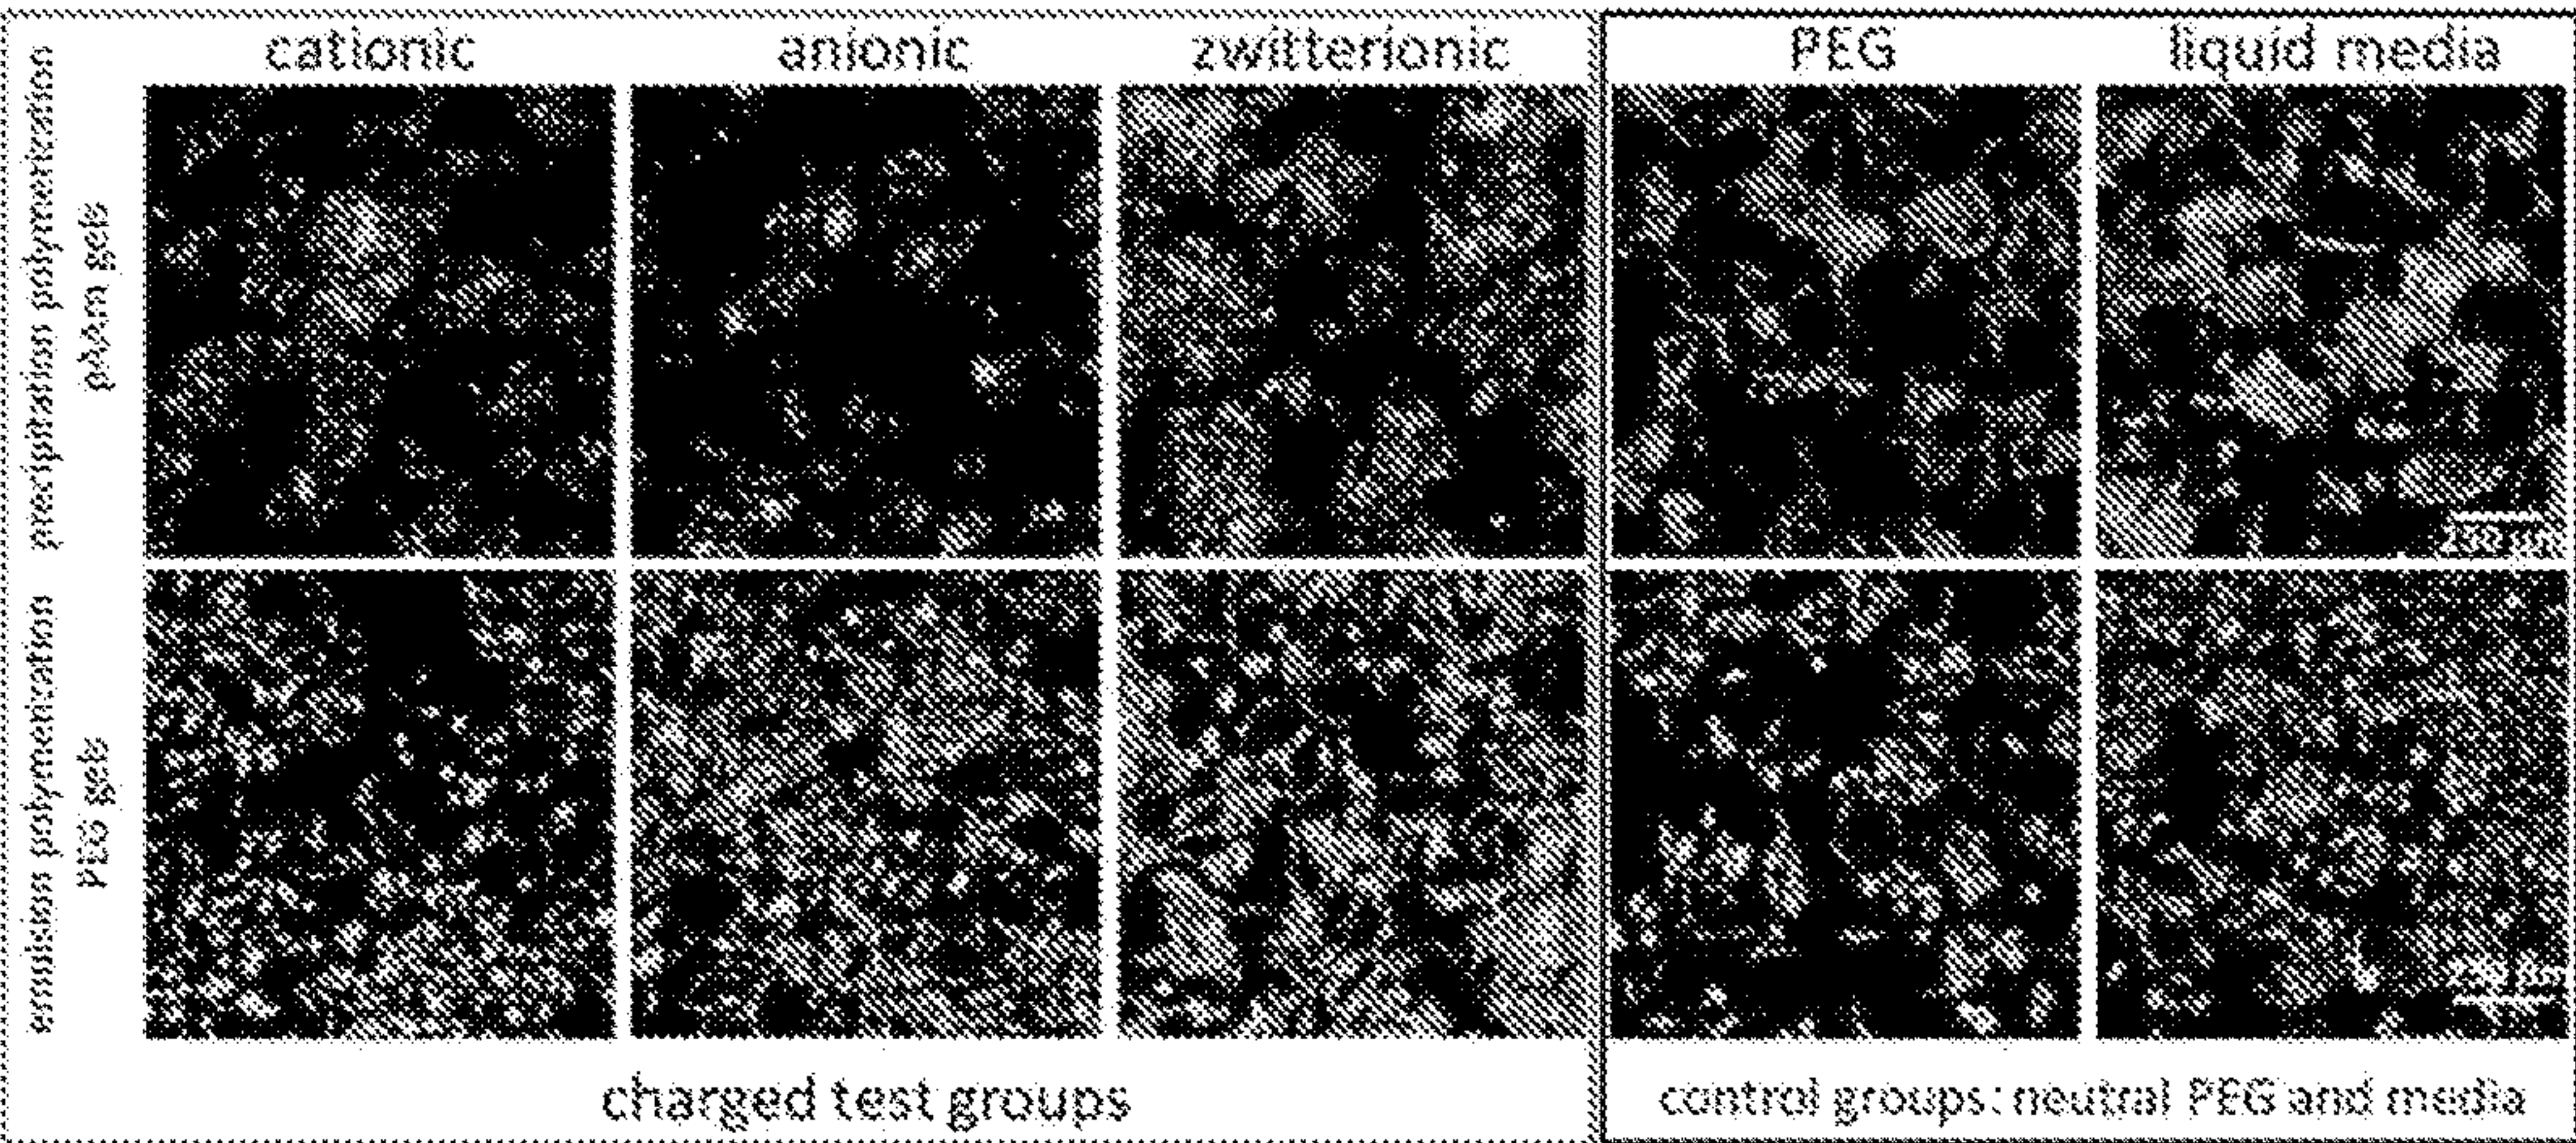 cationic
anionic
zwitterionic
PEG
liquid media
precipitation polymerization
pAAm gels
emulsion polymerization
PEG gels
charged test groups
control groups: neutral PEG and media